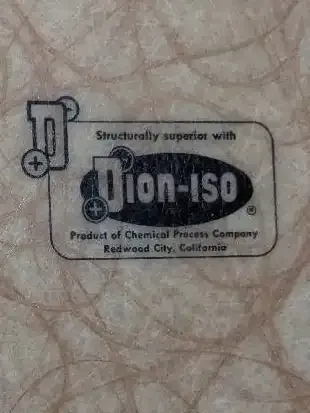 D
Structurally superior with
Dion-Iso ®
Product of Chemical Process Company
Redwood City, California